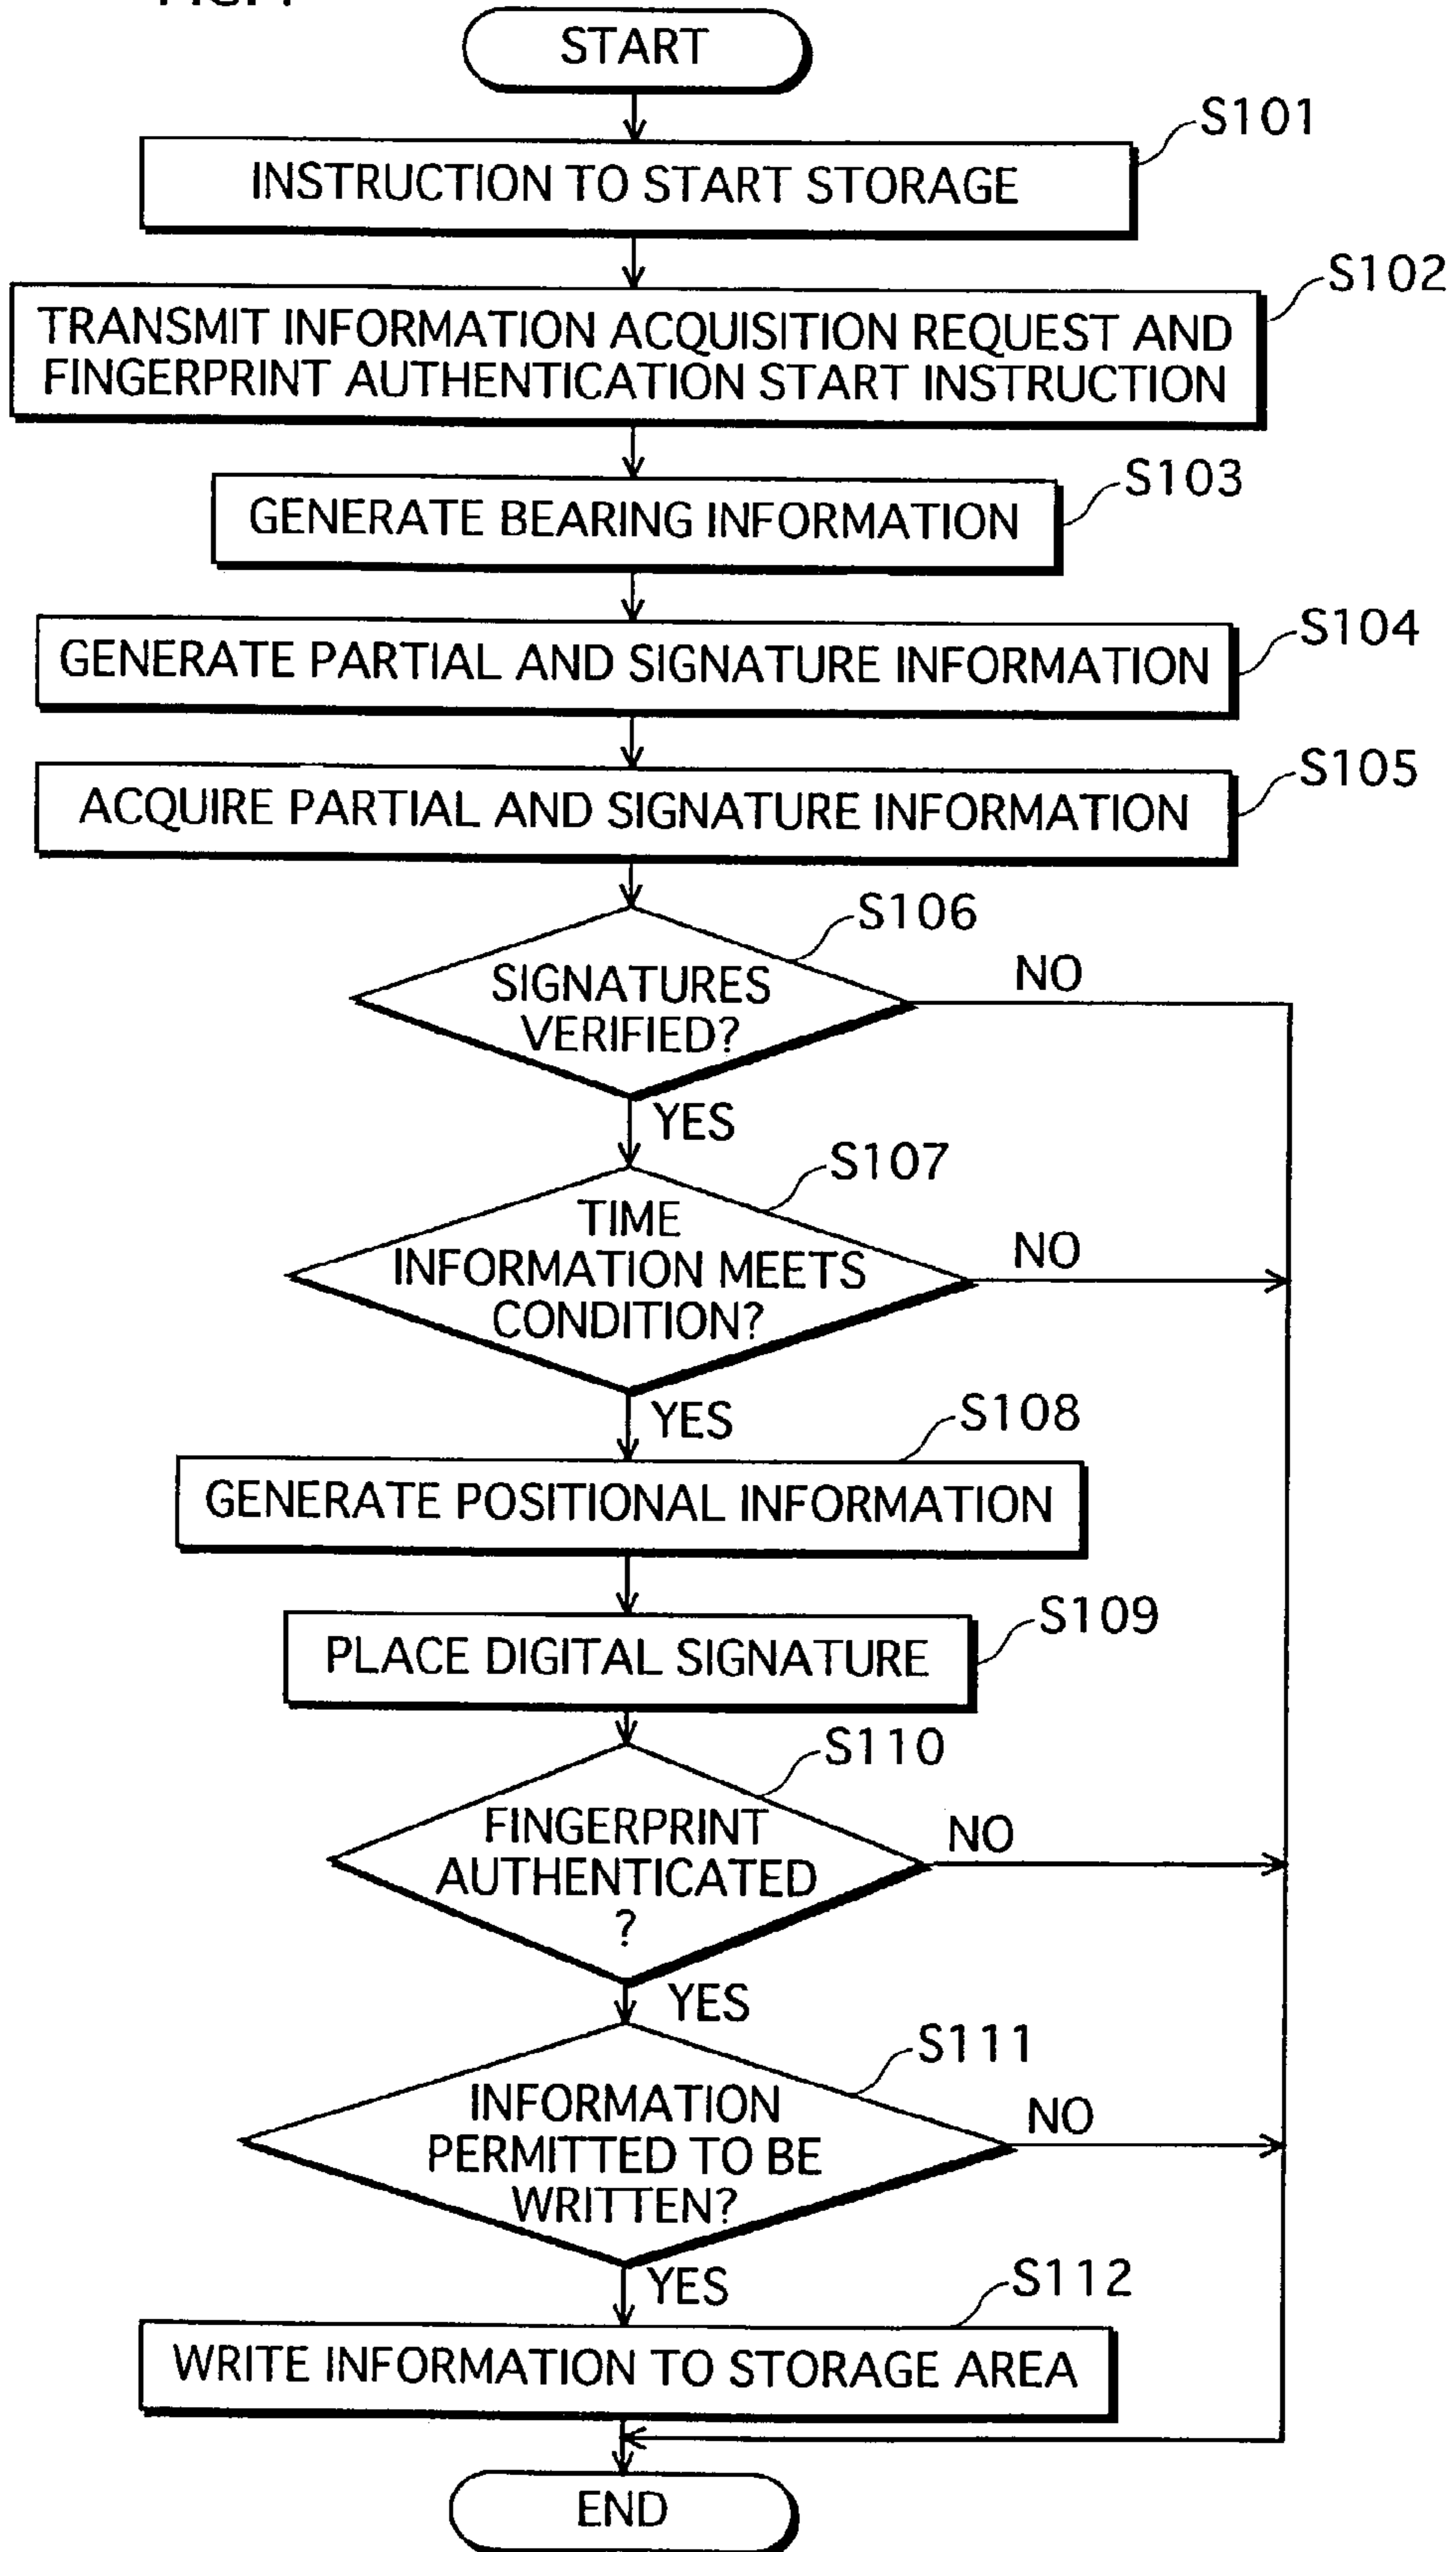 START
S101
INSTRUCTION TO START STORAGE
S102
TRANSMIT INFORMATION ACQUISITION REQUEST AND
FINGERPRINT AUTHENTICATION START INSTRUCTION
S103
GENERATE BEARING INFORMATION
S104
GENERATE PARTIAL AND SIGNATURE INFORMATION
S105
ACQUIRE PARTIAL AND SIGNATURE INFORMATION
S106
SIGNATURES
VERIFIED?
NO
YES
S107
TIME
INFORMATION MEETS
CONDITION?
NO
YES
S108
GENERATE POSITIONAL INFORMATION
S109
PLACE DIGITAL SIGNATURE
S110
FINGERPRINT
AUTHENTICATED
?
NO
YES
S111
INFORMATION
PERMITTED TO BE
WRITTEN?
NO
YES
S112
WRITE INFORMATION TO STORAGE AREA
END